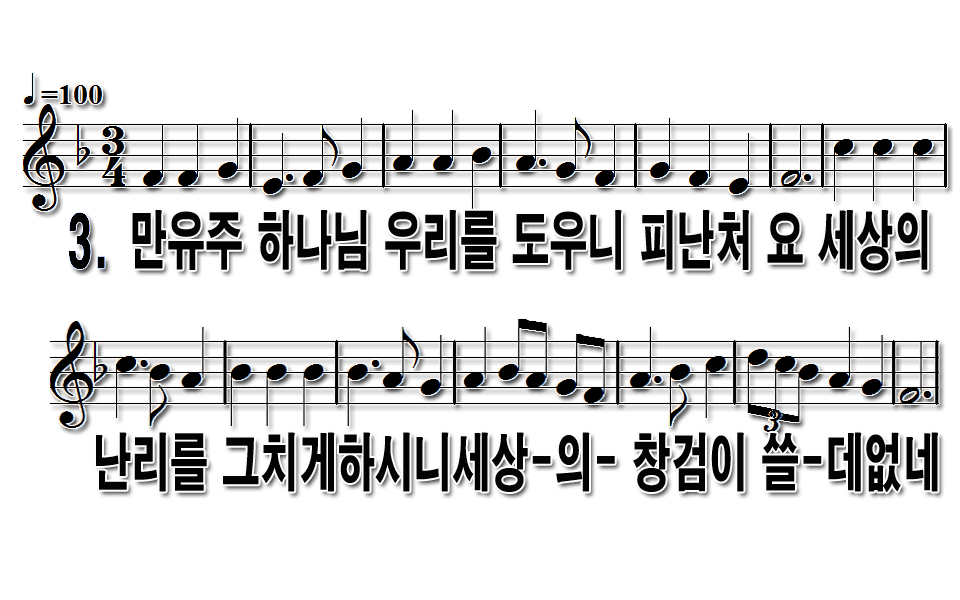 ♩=100
3
4
3. 만유주 하나님 우리를 도우니 피난처 요 세상의
3
난리를 그치게하시니세상-의- 창검이 쓸-데없네